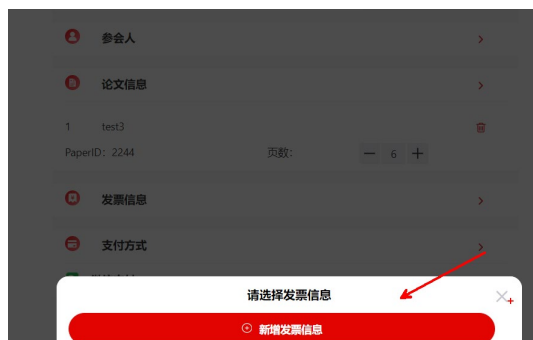 参会人
论文信息
1 test3
PaperID: 2244 页数: — 6 +
发票信息
支付方式
请选择发票信息
新增发票信息